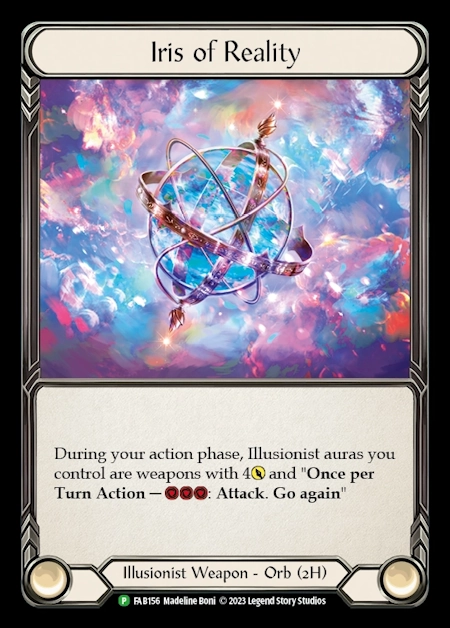 Iris of Reality
During your action phase, Illusionist auras you
control are weapons with 4 and "Once per
Turn Action — : Attack. Go again"
Illusionist Weapon - Orb (2H)
P FAB156 Madeline Boni © 2023 Legend Story Studios